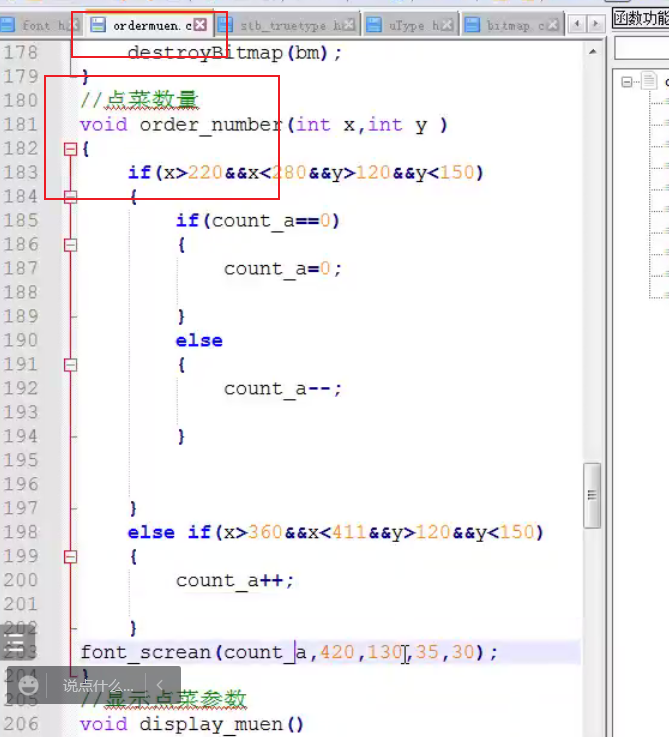 font h
ordermuen. c
stb_truetype h
uType h
bitmap. c
函数功能
178 destroyBitmap(bm);
179 }
180 //点菜数量
181 void order_number(int x,int y )
182 {
183 if(x>220&&x<280&&y>120&&y<150)
184 {
185 if(count_a==0)
186 {
187 count_a=0;
188
189 }
190 else
191 {
192 count_a--;
193
194 }
195
196
197 }
198 else if(x>360&&x<411&&y>120&&y<150)
199 {
200 count_a++;
201
202 }
203 font_screan(count_a,420,130,35,30);
204 }
说点什么...
205 //显示点菜参数
206 void display_muen()